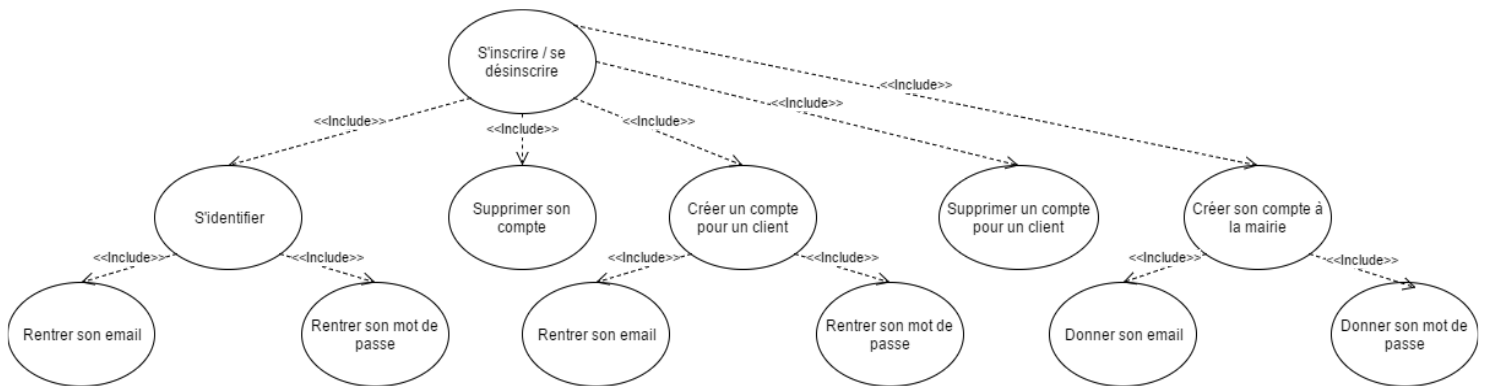 S'inscrire / se
désinscrire
<<Include>>
<<Include>>
<<Include>>
<<Include>>
<<Include>>
S'identifier
Supprimer son
compte
Créer un compte
pour un client
Supprimer un compte
pour un client
Créer son compte à
la mairie
<<Include>>
<<Include>>
<<Include>>
<<Include>>
<<Include>>
<<Include>>
Rentrer son email
Rentrer son mot de
passe
Rentrer son email
Rentrer son mot de
passe
Donner son email
Donner son mot de
passe